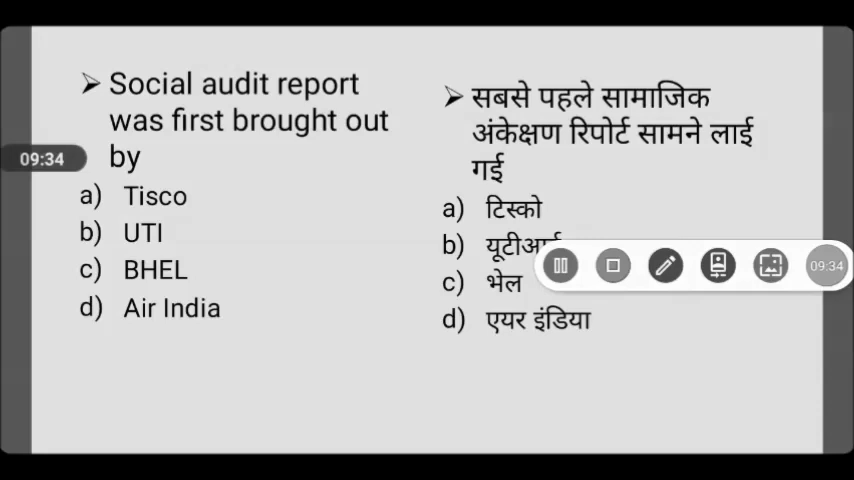 ➢ Social audit report
was first brought out
by
a) Tisco
b) UTI
c) BHEL
d) Air India
➢ सबसे पहले सामाजिक
अंकेक्षण रिपोर्ट सामने लाई
गई
a) टिस्को
b)
c) भेल
d) एयर इंडिया
09:34
09:34